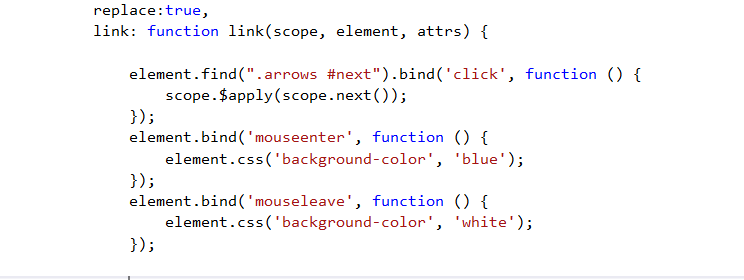 replace:true,
link: function link(scope, element, attrs) {
element.find(".arrows #next").bind('click', function () {
scope.$apply(scope.next());
});
element.bind('mouseenter', function () {
element.css('background-color', 'blue');
});
element.bind('mouseleave', function () {
element.css('background-color', 'white');
});